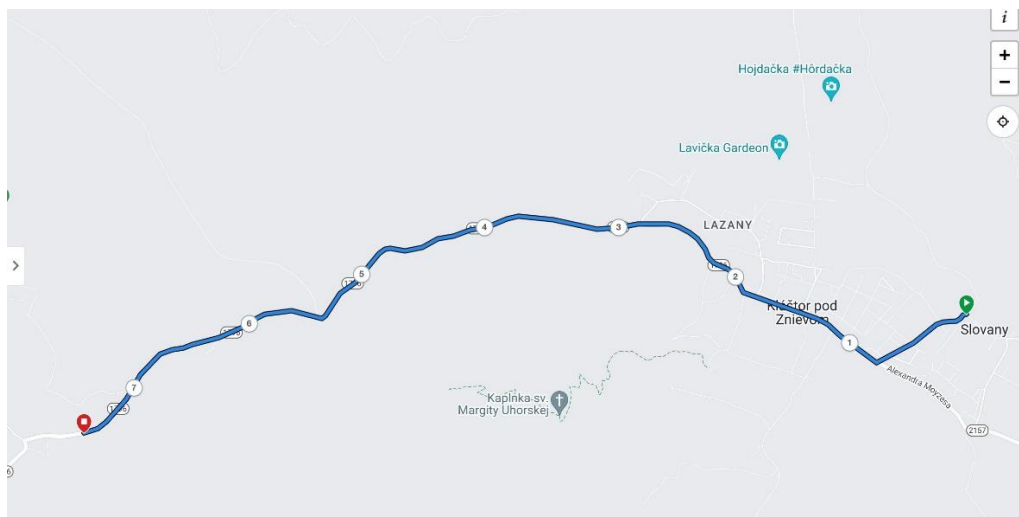 i
+
−
Hojdačka #Hôrdačka
Lavička Gardeon
LAZANY
3
4
2
5
Kláštor pod
Znievom
Slovany
6
1
Alexandra Moyzesa
7
Kaplnka sv.
Margity Uhorskej
2157